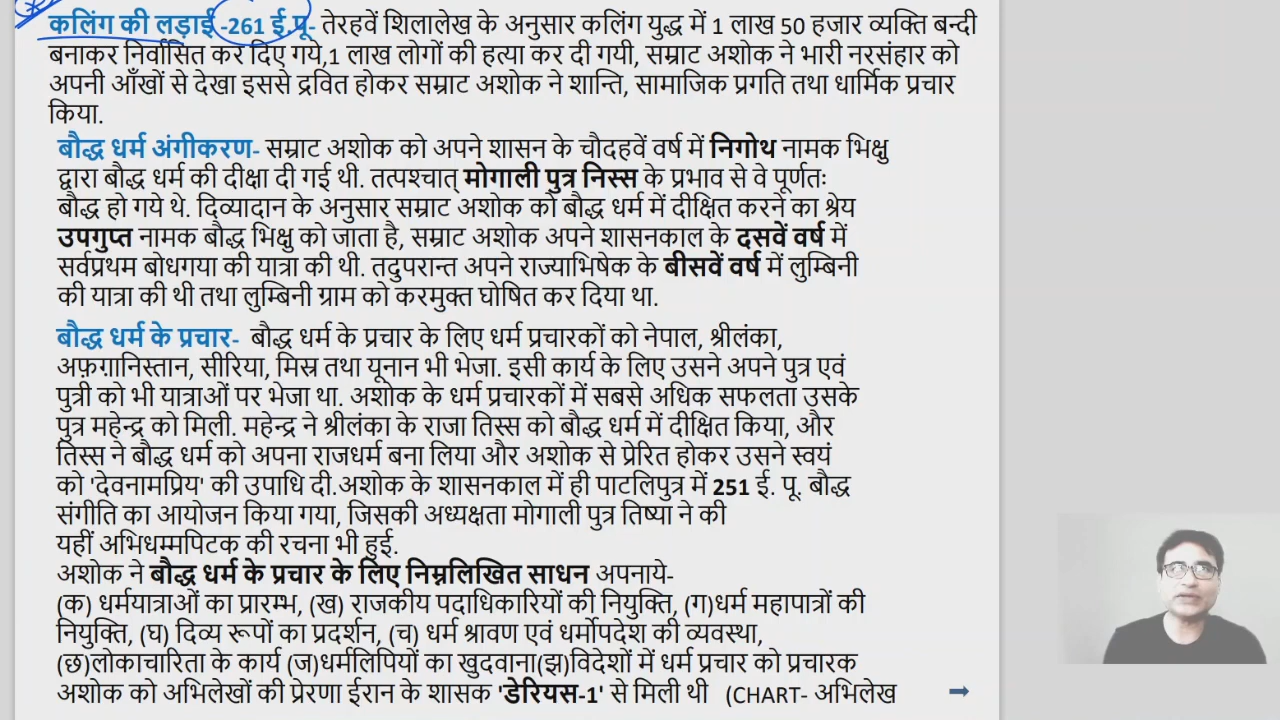 कलिंग की लड़ाई -261 ई.पू- तेरहवें शिलालेख के अनुसार कलिंग युद्ध में 1 लाख 50 हजार व्यक्ति बन्दी
बनाकर निर्वासित कर दिए गये,1 लाख लोगों की हत्या कर दी गयी, सम्राट अशोक ने भारी नरसंहार को
अपनी आँखों से देखा इससे द्रवित होकर सम्राट अशोक ने शान्ति, सामाजिक प्रगति तथा धार्मिक प्रचार
किया.
बौद्ध धर्म अंगीकरण- सम्राट अशोक को अपने शासन के चौदहवें वर्ष में निगोथ नामक भिक्षु
द्वारा बौद्ध धर्म की दीक्षा दी गई थी. तत्पश्चात् मोगाली पुत्र निस्स के प्रभाव से वे पूर्णतः
बौद्ध हो गये थे. दिव्यादान के अनुसार सम्राट अशोक को बौद्ध धर्म में दीक्षित करने का श्रेय
उपगुप्त नामक बौद्ध भिक्षु को जाता है, सम्राट अशोक अपने शासनकाल के दसवें वर्ष में
सर्वप्रथम बोधगया की यात्रा की थी. तदुपरान्त अपने राज्याभिषेक के बीसवें वर्ष में लुम्बिनी
की यात्रा की थी तथा लुम्बिनी ग्राम को करमुक्त घोषित कर दिया था.
बौद्ध धर्म के प्रचार- बौद्ध धर्म के प्रचार के लिए धर्म प्रचारकों को नेपाल, श्रीलंका,
अफ़ग़ानिस्तान, सीरिया, मिस्र तथा यूनान भी भेजा. इसी कार्य के लिए उसने अपने पुत्र एवं
पुत्री को भी यात्राओं पर भेजा था. अशोक के धर्म प्रचारकों में सबसे अधिक सफलता उसके
पुत्र महेन्द्र को मिली. महेन्द्र ने श्रीलंका के राजा तिस्स को बौद्ध धर्म में दीक्षित किया, और
तिस्स ने बौद्ध धर्म को अपना राजधर्म बना लिया और अशोक से प्रेरित होकर उसने स्वयं
को 'देवनामप्रिय' की उपाधि दी.अशोक के शासनकाल में ही पाटलिपुत्र में 251 ई. पू. बौद्ध
संगीति का आयोजन किया गया, जिसकी अध्यक्षता मोगाली पुत्र तिष्या ने की
यहीं अभिधम्मपिटक की रचना भी हुई.
अशोक ने बौद्ध धर्म के प्रचार के लिए निम्नलिखित साधन अपनाये-
(क) धर्मयात्राओं का प्रारम्भ, (ख) राजकीय पदाधिकारियों की नियुक्ति, (ग)धर्म महापात्रों की
नियुक्ति, (घ) दिव्य रूपों का प्रदर्शन, (च) धर्म श्रावण एवं धर्मोपदेश की व्यवस्था,
(छ)लोकाचारिता के कार्य (ज)धर्मलिपियों का खुदवाना(झ)विदेशों में धर्म प्रचार को प्रचारक
अशोक को अभिलेखों की प्रेरणा ईरान के शासक 'डेरियस-1' से मिली थी (CHART- अभिलेख